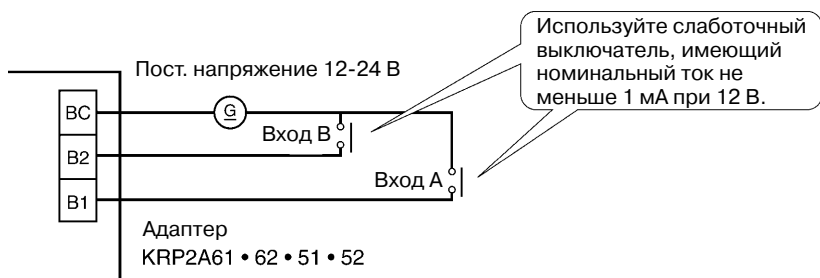 Используйте слаботочный
выключатель, имеющий
номинальный ток не
меньше 1 мА при 12 В.
Пост. напряжение 12-24 В
BC
G
Вход В
B2
Вход А
B1
Адаптер
KRP2A61 • 62 • 51 • 52